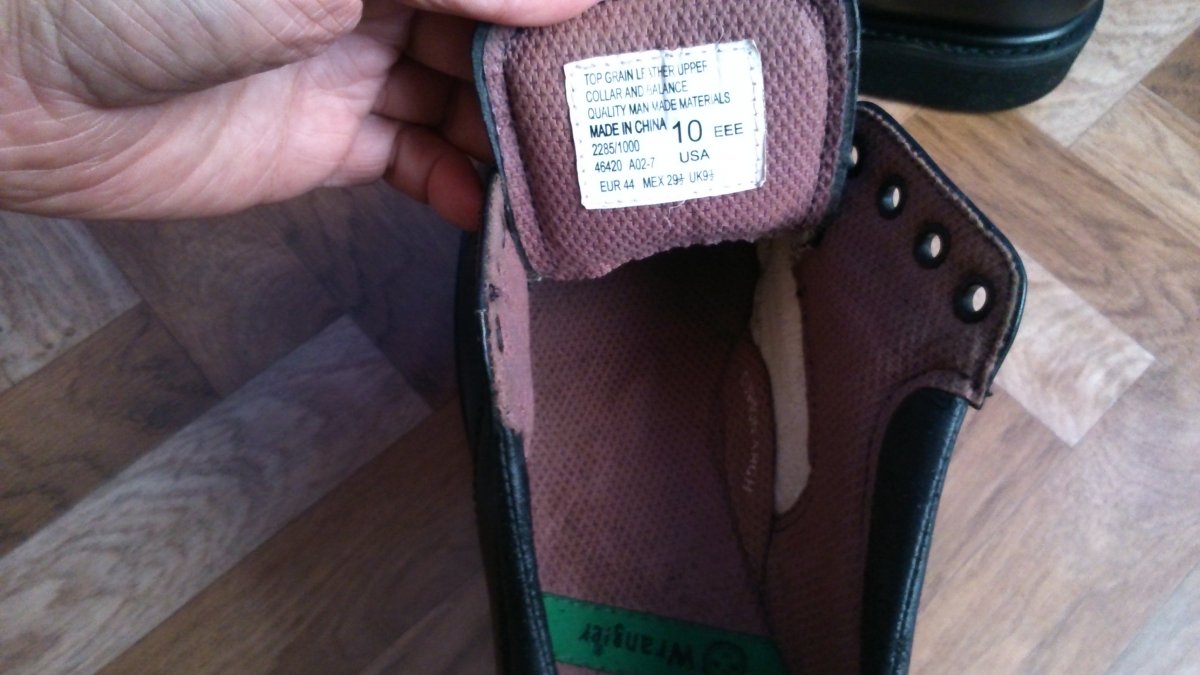 TOP GRAIN LEATHER UPPER
COLLAR AND BALANCE
QUALITY MAN MADE MATERIALS
MADE IN CHINA 10 EEE
2285/1000 USA
46420 A02-7
EUR 44 MEX 29½ UK9½
Wrangler